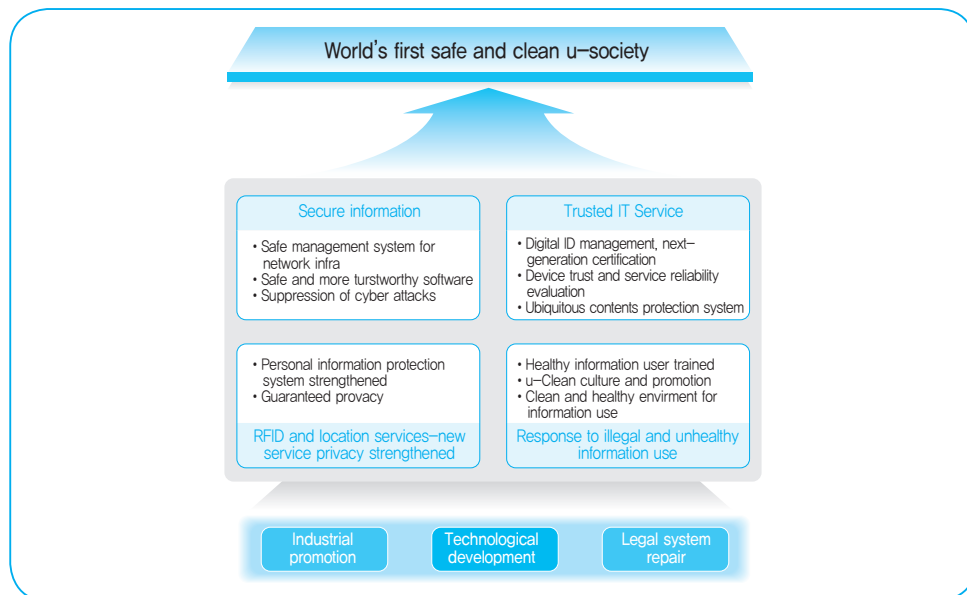 World's first safe and clean u-society
Secure information
• Safe management system for
network infra
• Safe and more turstworthy software
• Suppression of cyber attacks
Trusted IT Service
• Digital ID management, next-
generation certification
• Device trust and service reliability
evaluation
• Ubiquitous contents protection system
• Personal information protection
system strengthened
• Guaranteed provacy
RFID and location services-new
service privacy strengthened
• Healthy information user trained
• u-Clean culture and promotion
• Clean and healthy envirment for
information use
Response to illegal and unhealthy
information use
Industrial
promotion
Technological
development
Legal system
repair